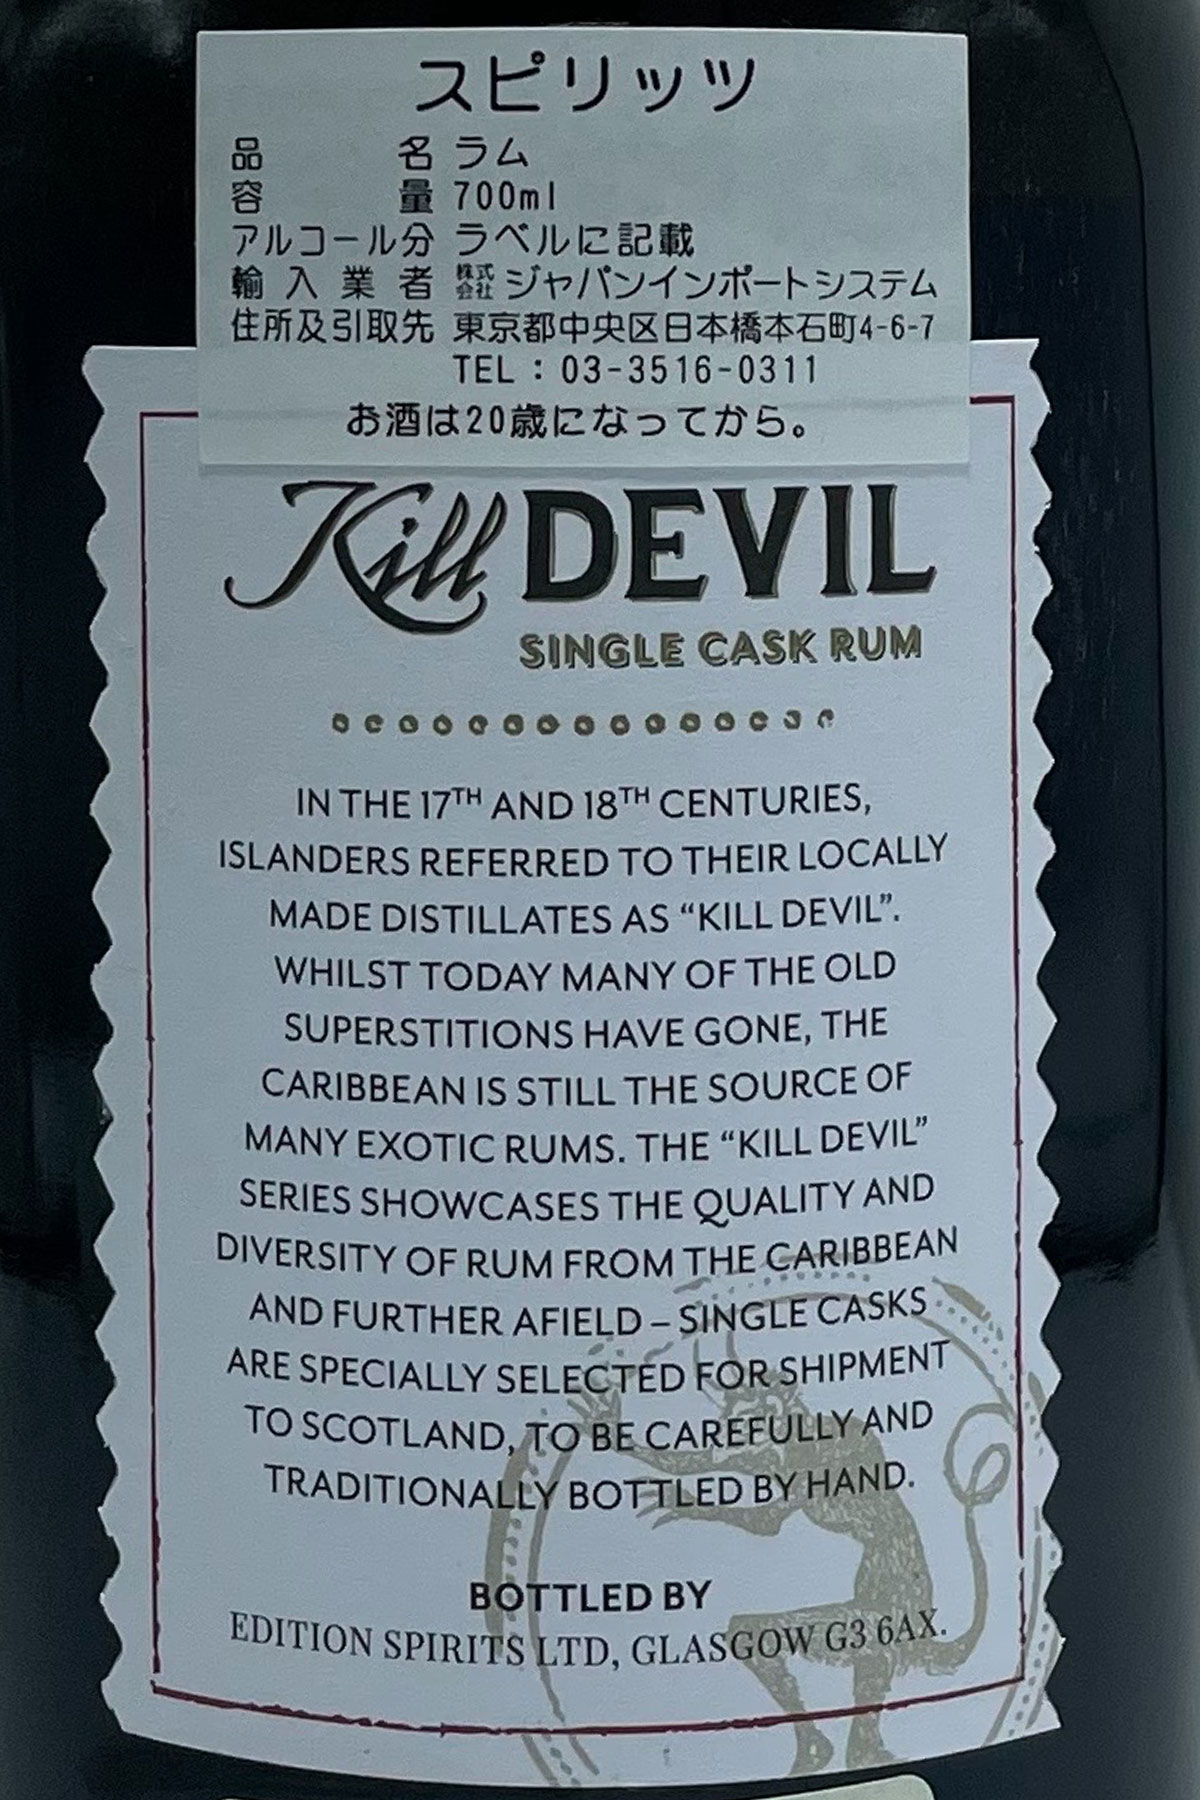 スピリッツ
品名 ラム
容量 700ml
アルコール分 ラベルに記載
輸入業者 株式会社 ジャパンインポートシステム
住所及引取先 東京都中央区日本橋本石町4-6-7
TEL：03-3516-0311
お酒は20歳になってから。
Kill DEVIL
SINGLE CASK RUM
IN THE 17TH AND 18TH CENTURIES,
ISLANDERS REFERRED TO THEIR LOCALLY
MADE DISTILLATES AS “KILL DEVIL”.
WHILST TODAY MANY OF THE OLD
SUPERSTITIONS HAVE GONE, THE
CARIBBEAN IS STILL THE SOURCE OF
MANY EXOTIC RUMS. THE “KILL DEVIL”
SERIES SHOWCASES THE QUALITY AND
DIVERSITY OF RUM FROM THE CARIBBEAN
AND FURTHER AFIELD – SINGLE CASKS
ARE SPECIALLY SELECTED FOR SHIPMENT
TO SCOTLAND, TO BE CAREFULLY AND
TRADITIONALLY BOTTLED BY HAND.
BOTTLED BY
EDITION SPIRITS LTD, GLASGOW G3 6AX.